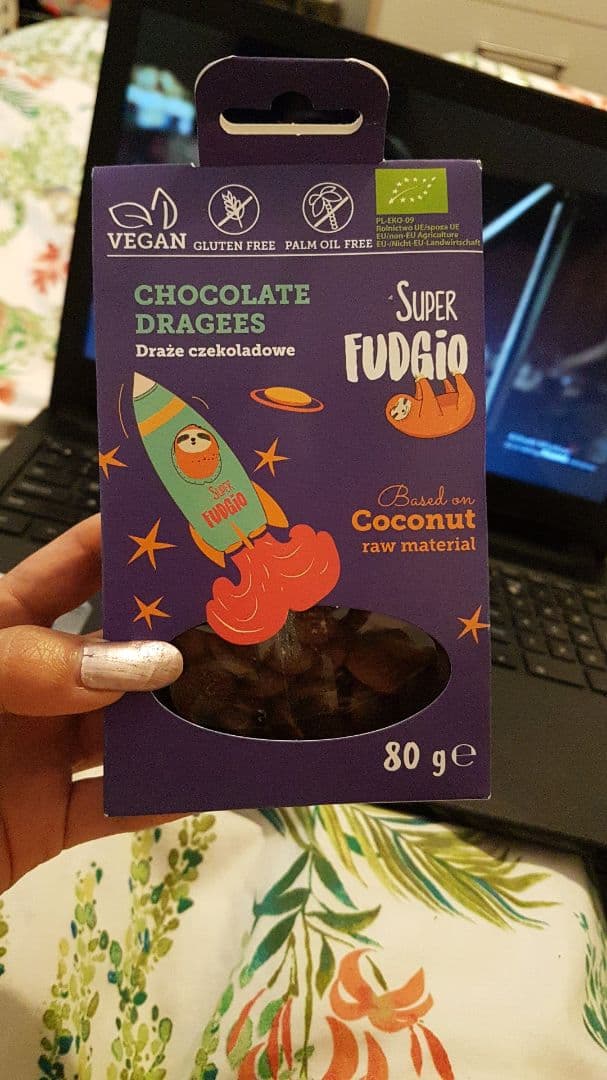 VEGAN
GLUTEN FREE
PALM OIL FREE
PL-EKO-09
Rolnictwo UE/spoza UE
EU/non-EU Agriculture
EU-/Nicht-EU-Landwirtschaft
CHOCOLATE
DRAGEES
Draże czekoladowe
SUPER
FUDGiO
SUPER
FUDGiO
Based on
Coconut
raw material
80 g℮